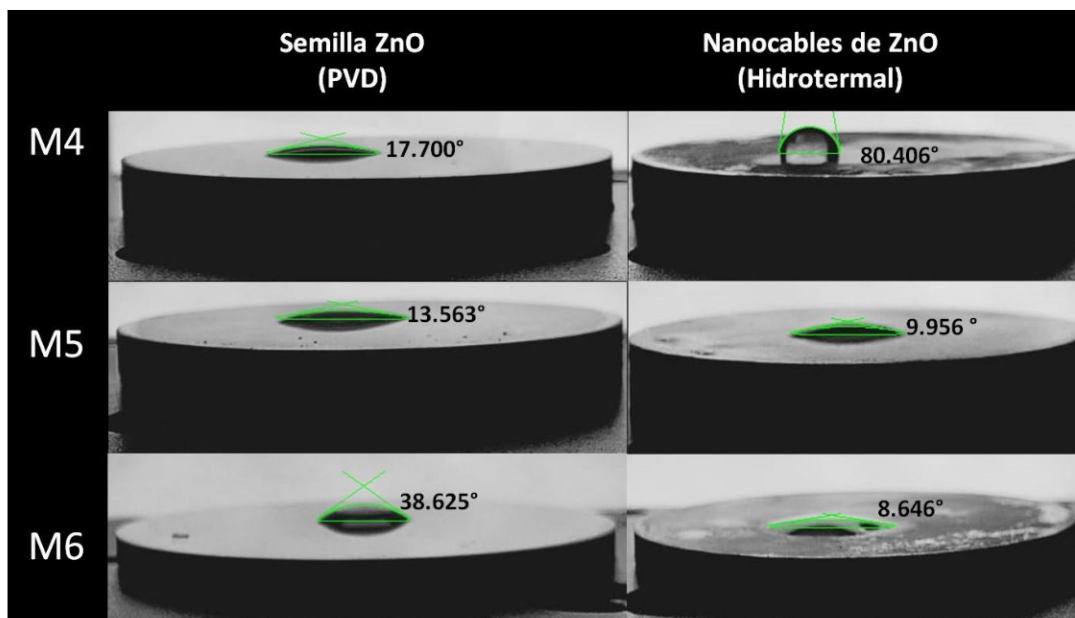 Semilla ZnO
(PVD)
Nanocables de ZnO
(Hidrotermal)
M4
17.700°
80.406°
M5
13.563°
9.956 °
M6
38.625°
8.646°